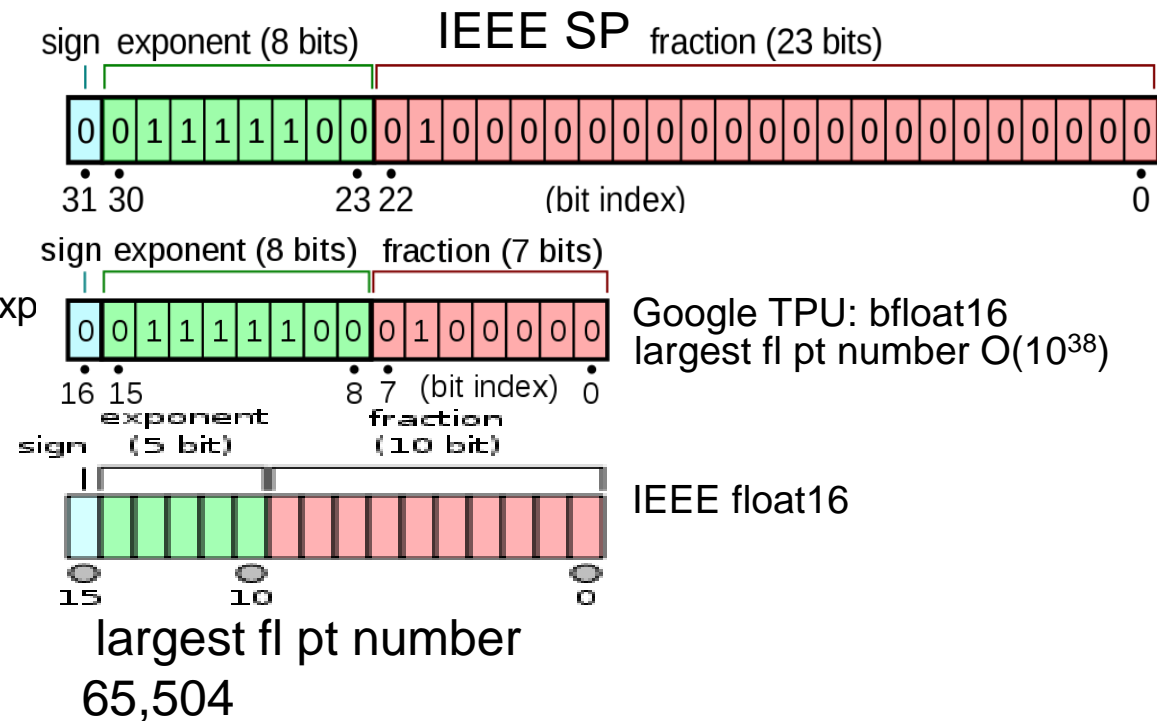 IEEE SP
sign exponent (8 bits) fraction (23 bits)
0 0 1 1 1 1 1 0 0 0 1 0 0 0 0 0 0 0 0 0 0 0 0 0 0 0 0 0 0 0 0 0
31 30 23 22 (bit index) 0
sign exponent (8 bits) fraction (7 bits)
xp
0 0 1 1 1 1 1 0 0 0 1 0 0 0 0 0
Google TPU: bfloat16
largest fl pt number O(10³⁸)
16 15 8 7 (bit index) 0
exponent fraction
sign (5 bit) (10 bit)
IEEE float16
15 10 0
largest fl pt number
65,504